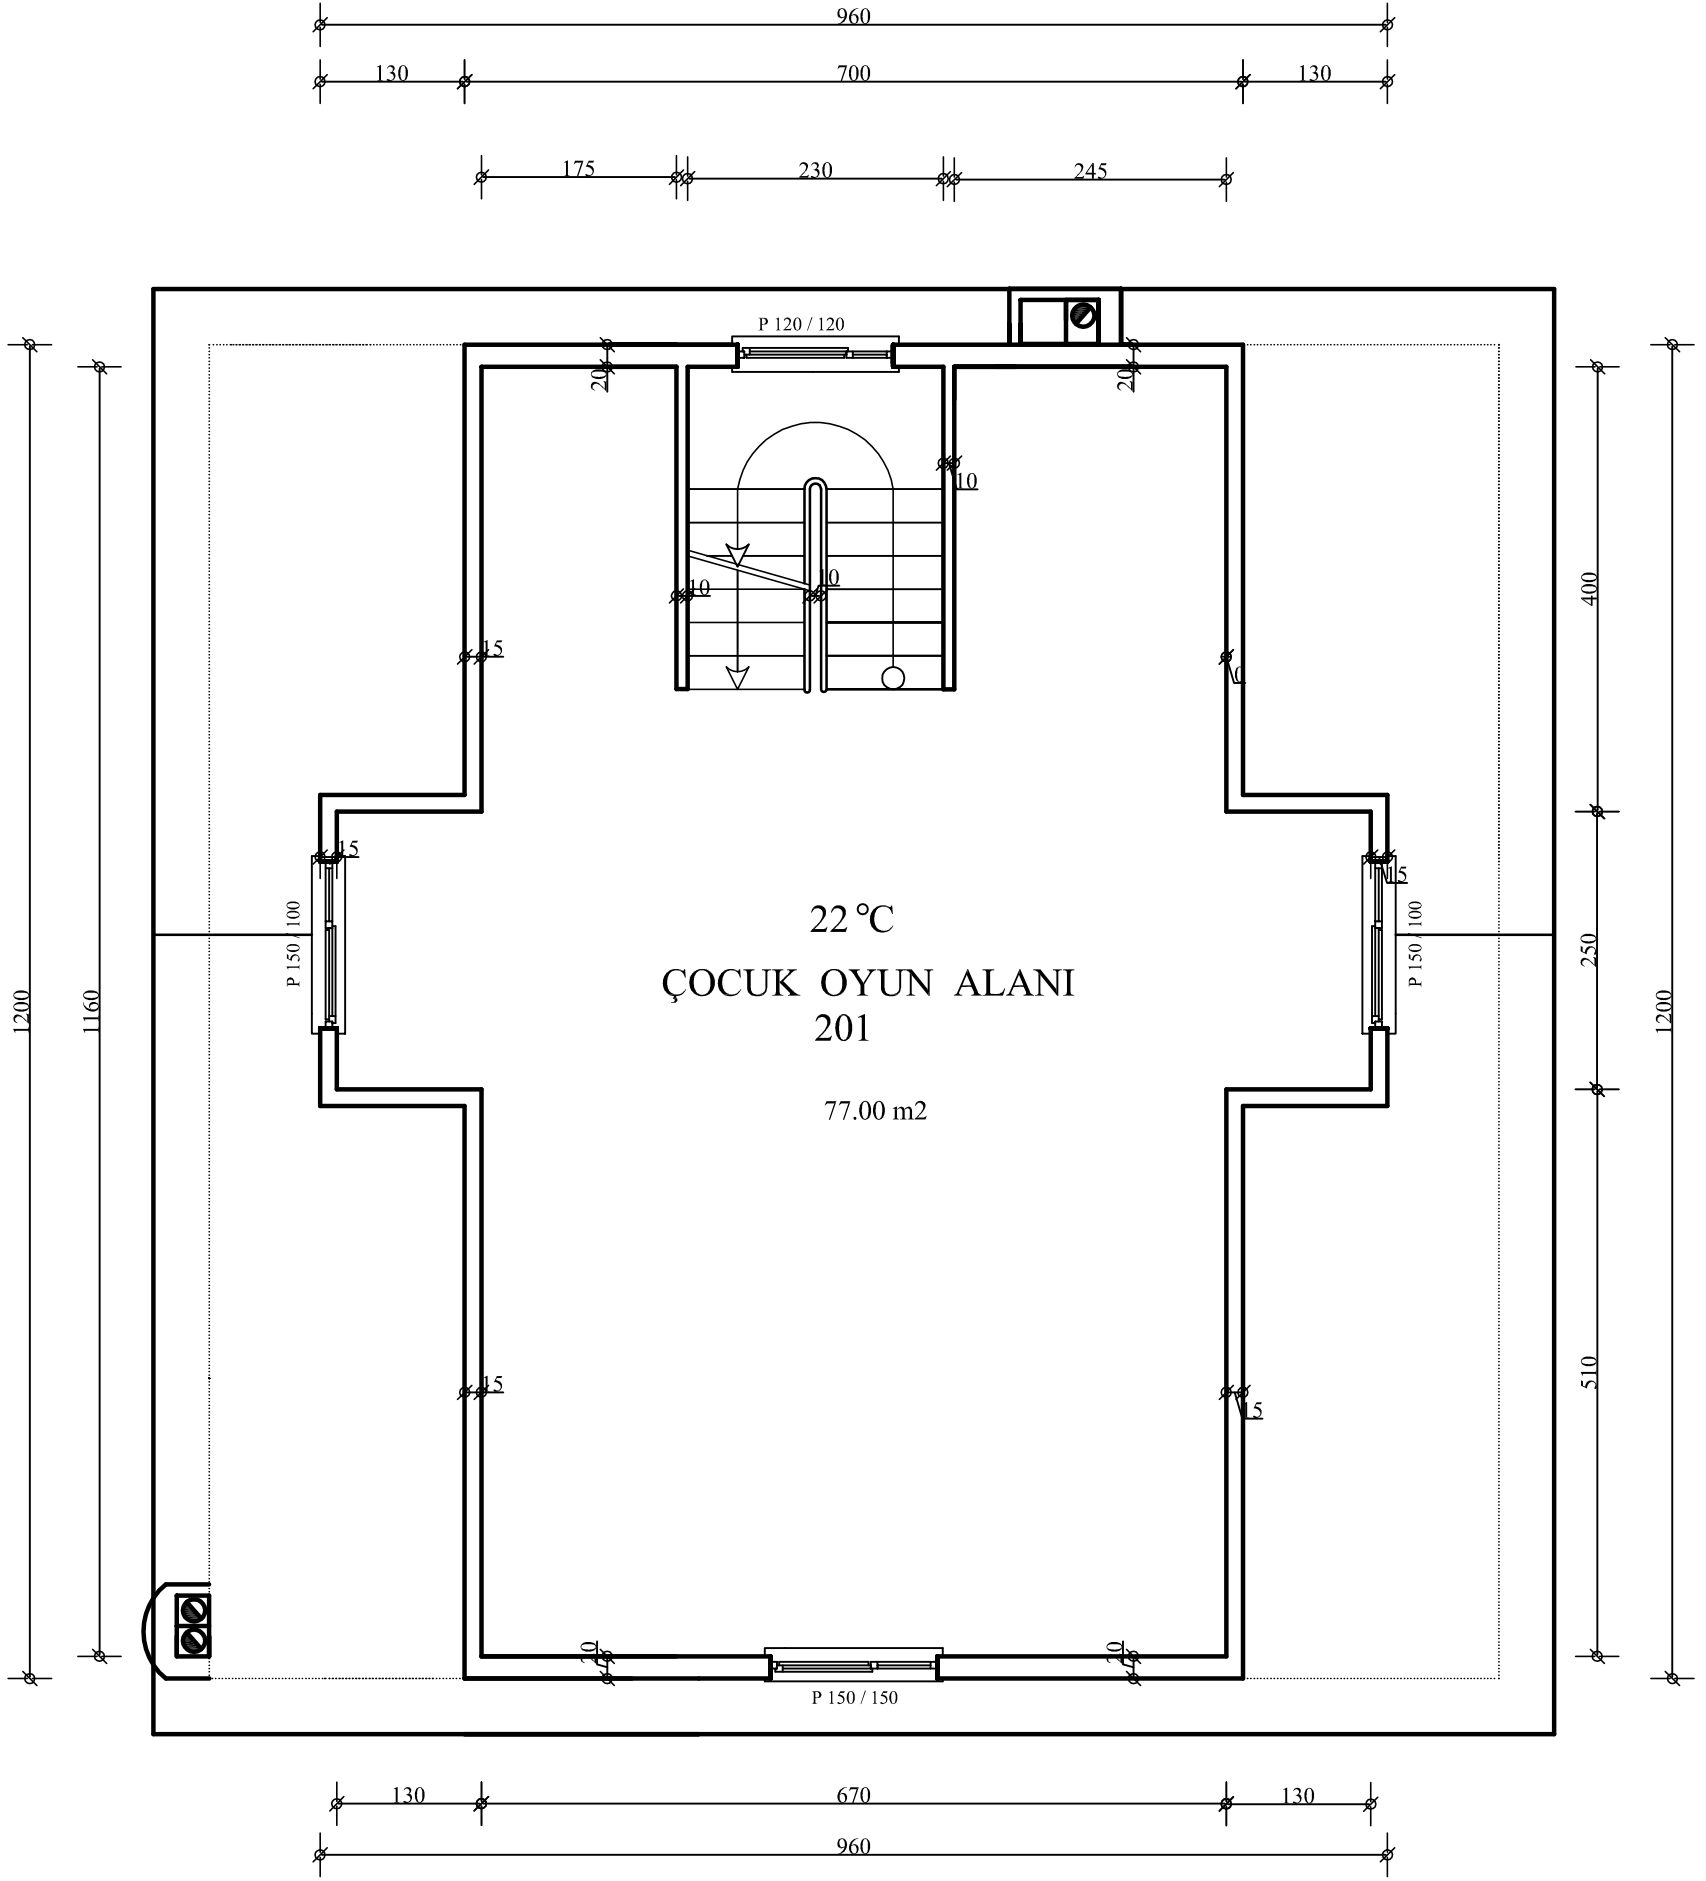 960
130 700 130
175 230 245
P 120 / 120
20 20
10
10 10
15 0
400
15 15
P 150 / 100 P 150 / 100
22 °C
250
ÇOCUK OYUN ALANI
1200 1160 1200
201
77.00 m2
510
15 15
20 20
P 150 / 150
130 670 130
960